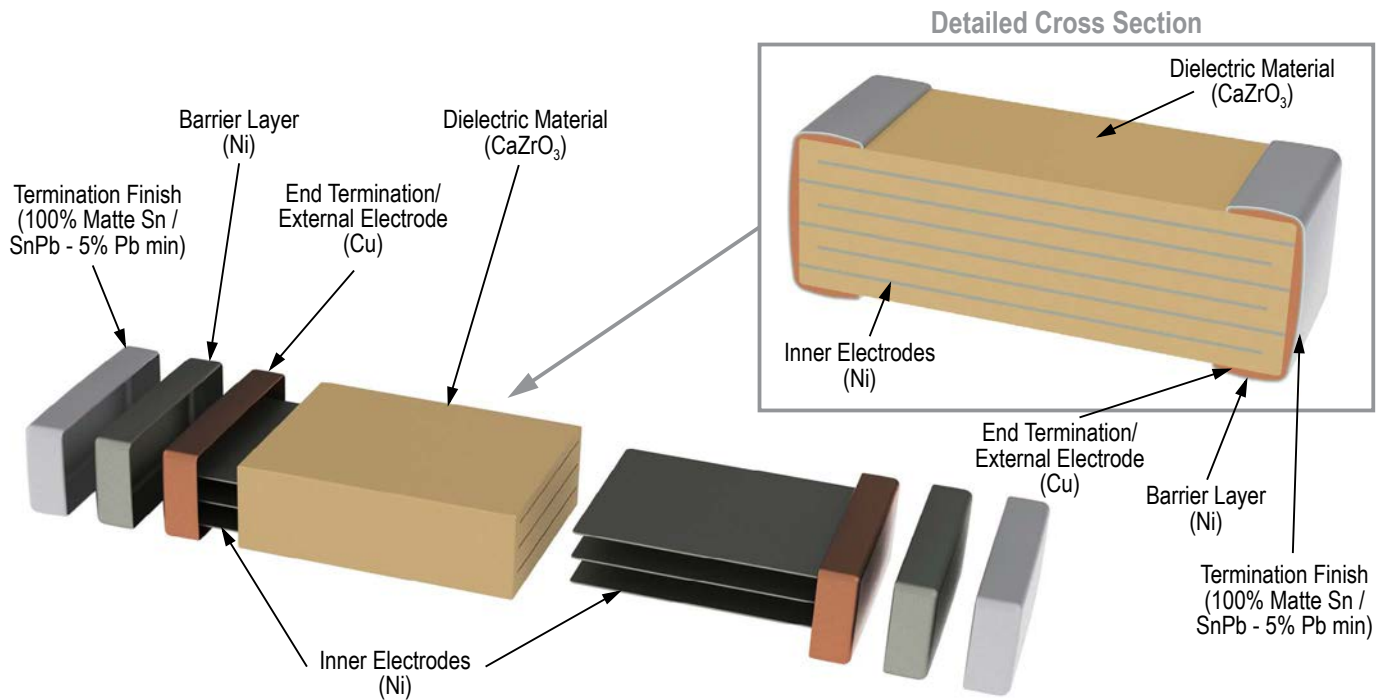 Detailed Cross Section
Dielectric Material
(CaZrO₃)
Barrier Layer
(Ni)
Dielectric Material
(CaZrO₃)
Termination Finish
(100% Matte Sn /
SnPb - 5% Pb min)
End Termination/
External Electrode
(Cu)
Inner Electrodes
(Ni)
End Termination/
External Electrode
(Cu)
Barrier Layer
(Ni)
Termination Finish
(100% Matte Sn /
SnPb - 5% Pb min)
Inner Electrodes
(Ni)